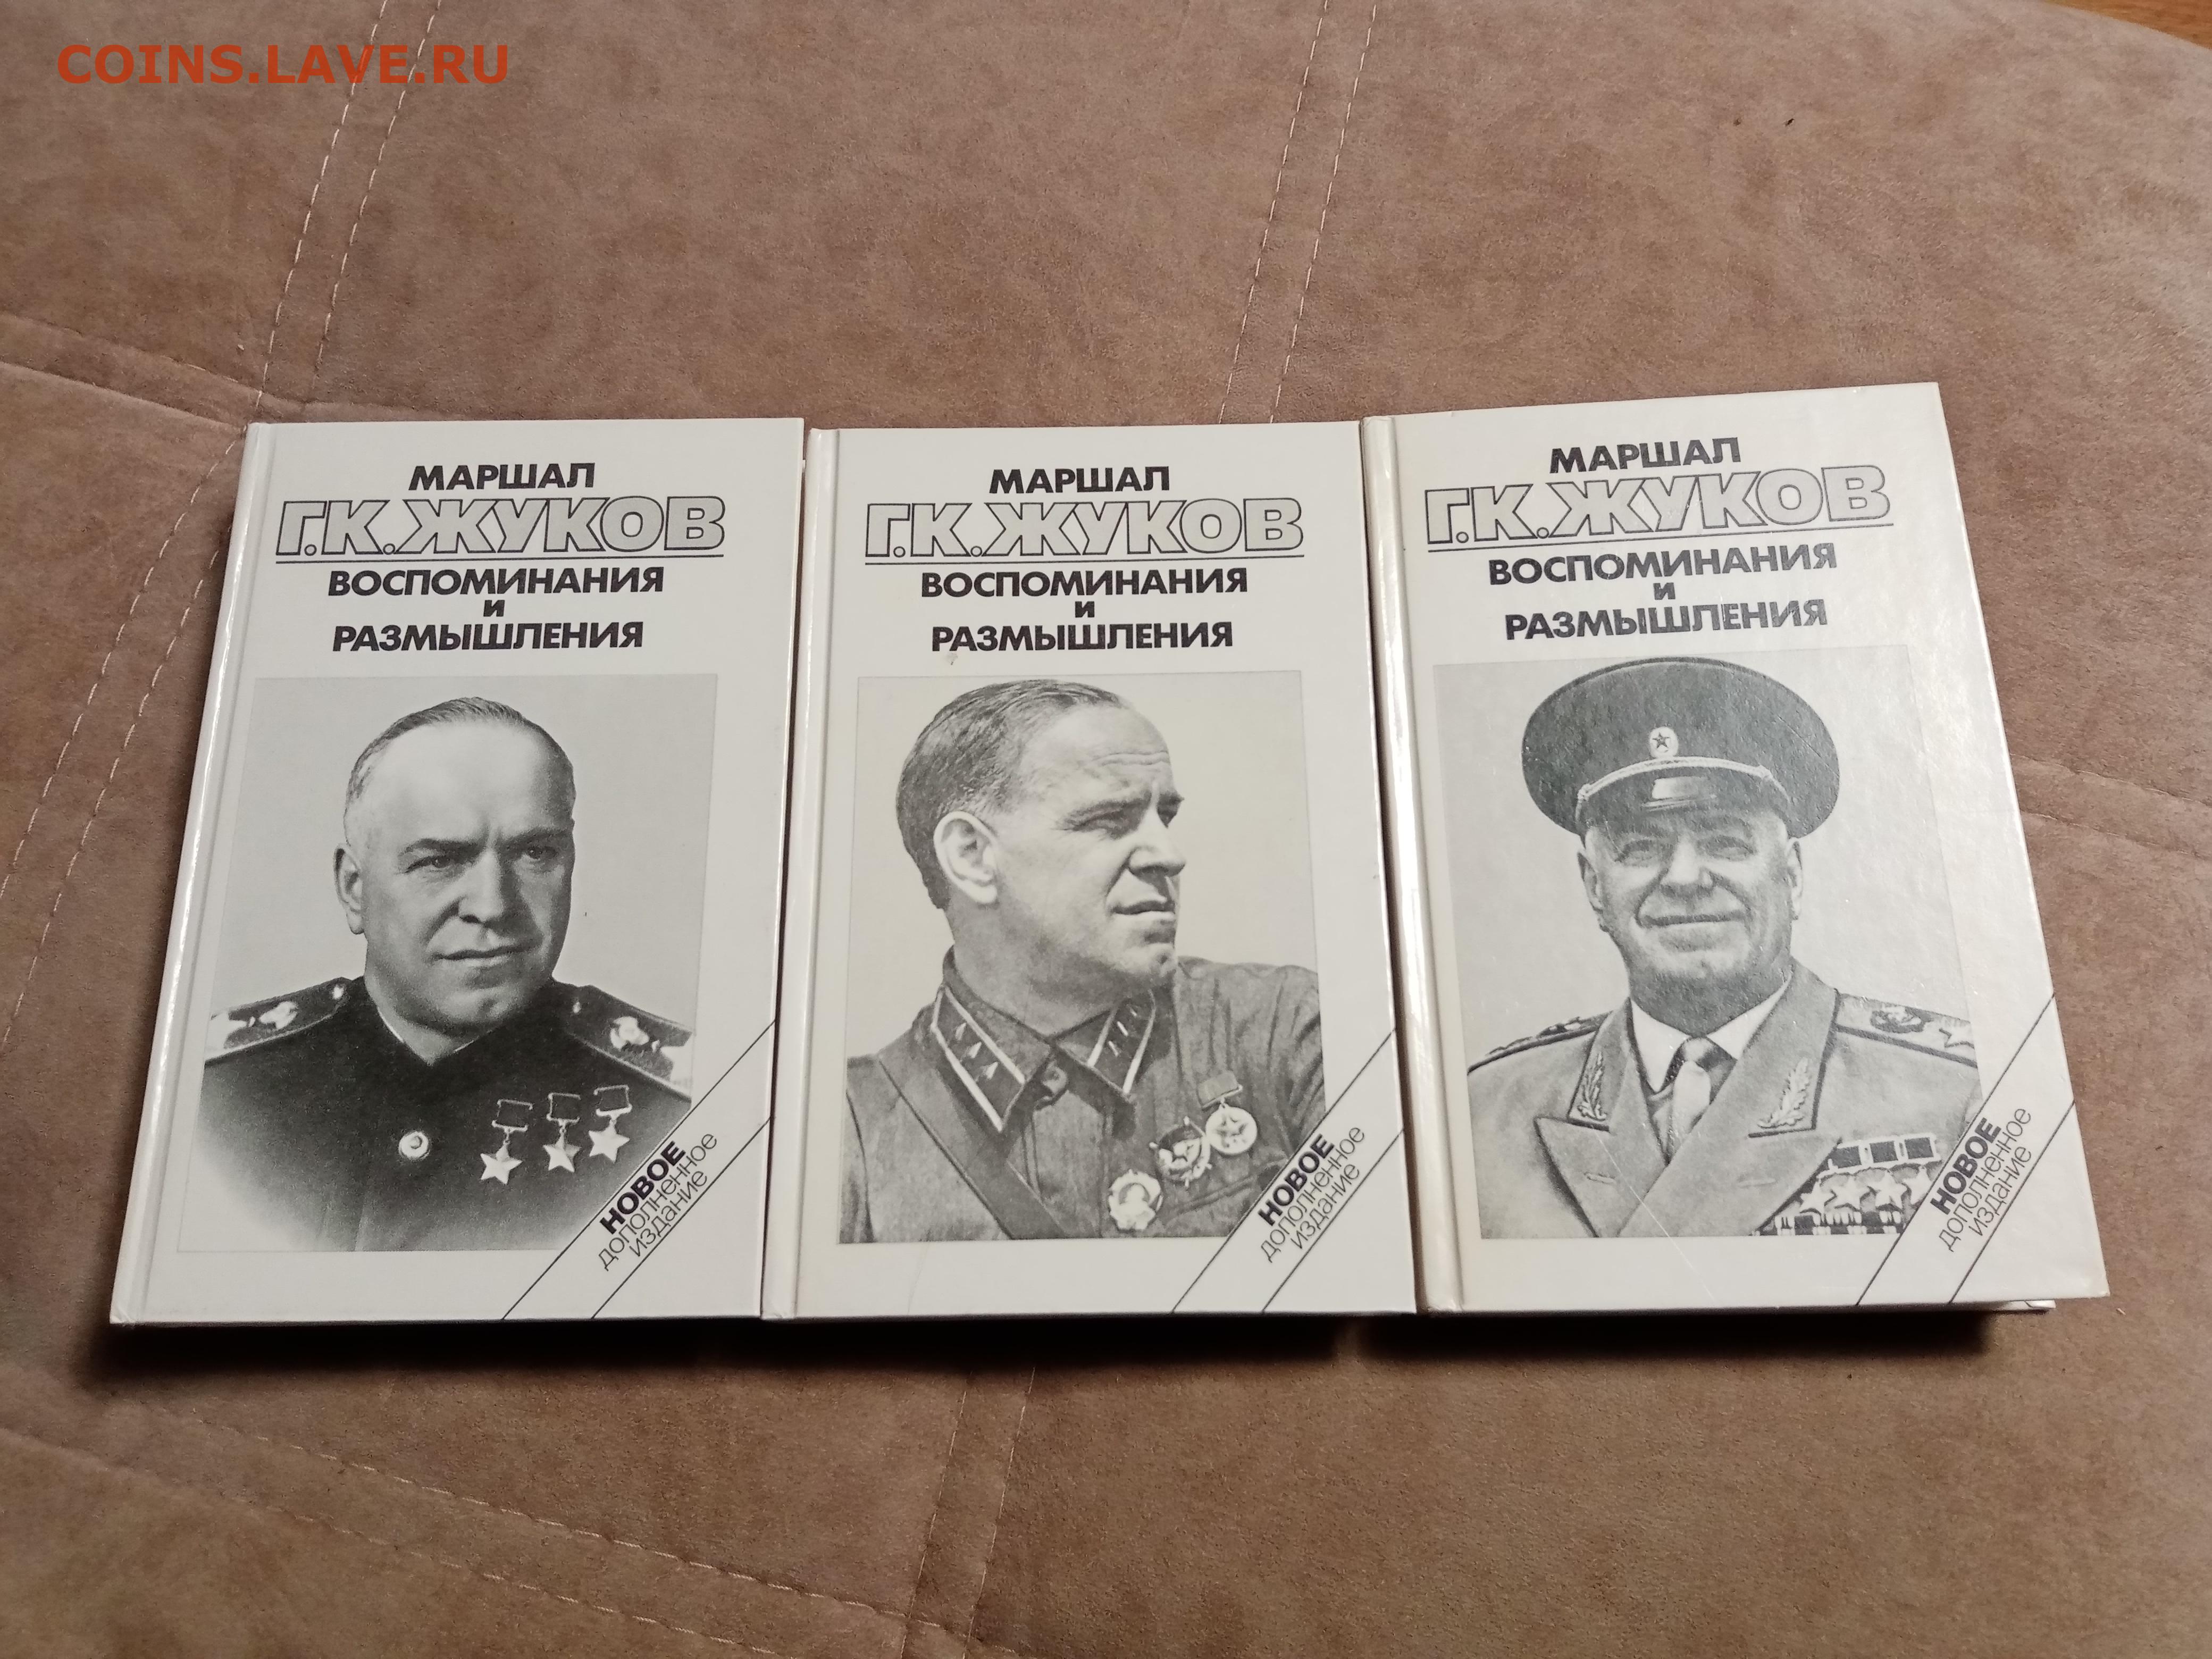 COINS.LAVE.RU
МАРШАЛ
Г.К.ЖУКОВ
ВОСПОМИНАНИЯ
И
РАЗМЫШЛЕНИЯ
НОВОЕ
дополненное
издание
МАРШАЛ
Г.К.ЖУКОВ
ВОСПОМИНАНИЯ
И
РАЗМЫШЛЕНИЯ
НОВОЕ
дополненное
издание
МАРШАЛ
Г.К.ЖУКОВ
ВОСПОМИНАНИЯ
И
РАЗМЫШЛЕНИЯ
НОВОЕ
дополненное
издание